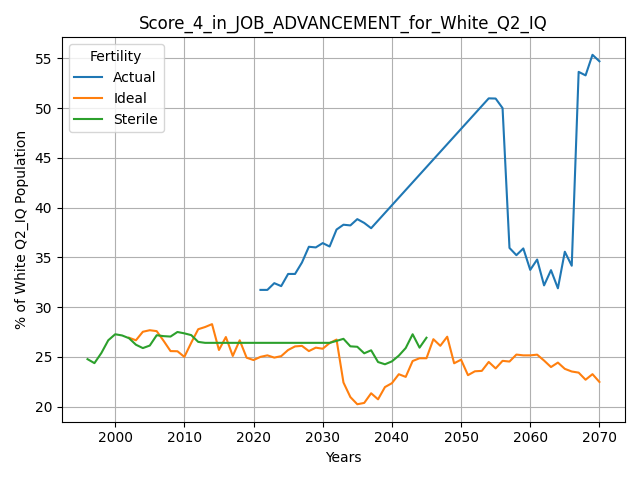 Score_4_in_JOB_ADVANCEMENT_for_White_Q2_IQ
Fertility
Actual
Ideal
Sterile
% of White Q2_IQ Population
55
50
45
40
35
30
25
20
2000
2010
2020
2030
2040
2050
2060
2070
Years